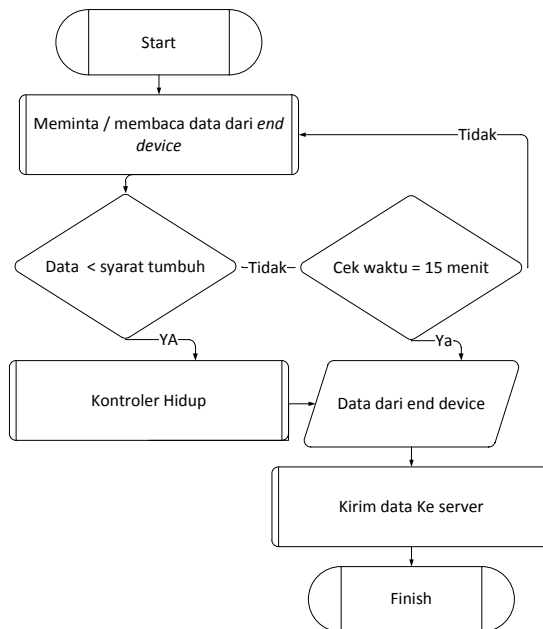 Start
Meminta / membaca data dari end
device
Tidak
Data < syarat tumbuh
Tidak
Cek waktu = 15 menit
YA
Ya
Kontroler Hidup
Data dari end device
Kirim data Ke server
Finish